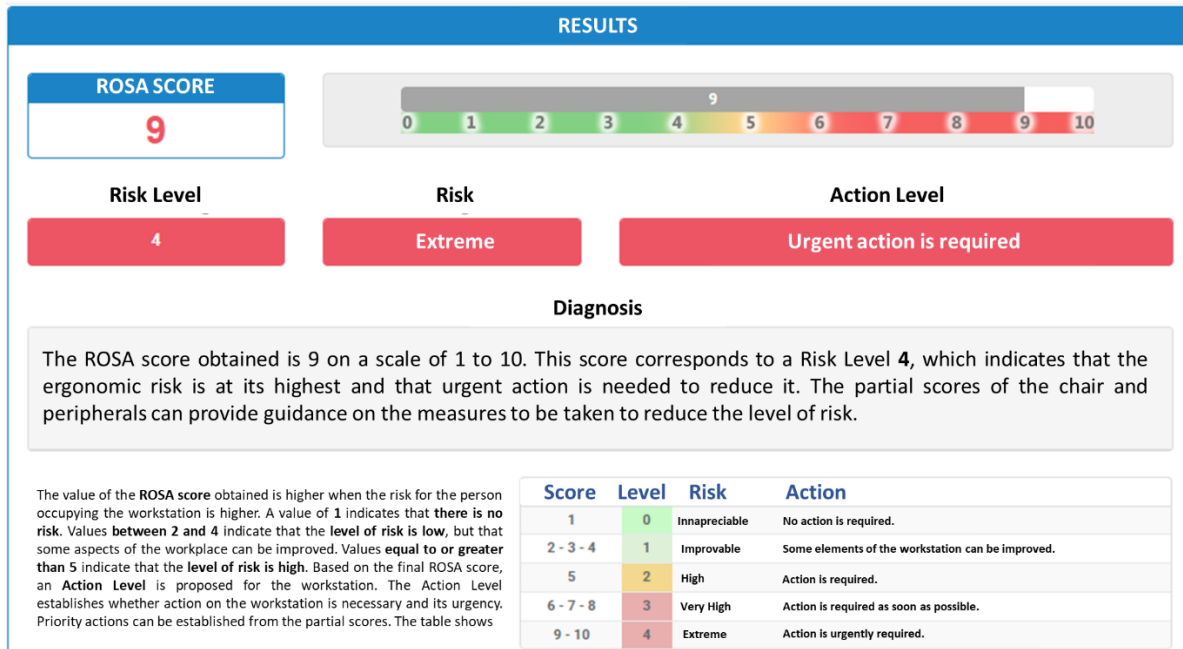 RESULTS
ROSA SCORE
9
9
0 1 2 3 4 5 6 7 8 9 10
Risk Level Risk Action Level
4 Extreme Urgent action is required
Diagnosis
The ROSA score obtained is 9 on a scale of 1 to 10. This score corresponds to a Risk Level 4, which indicates that the
ergonomic risk is at its highest and that urgent action is needed to reduce it. The partial scores of the chair and
peripherals can provide guidance on the measures to be taken to reduce the level of risk.
The value of the ROSA score obtained is higher when the risk for the person
occupying the workstation is higher. A value of 1 indicates that there is no
risk. Values between 2 and 4 indicate that the level of risk is low, but that
some aspects of the workplace can be improved. Values equal to or greater
than 5 indicate that the level of risk is high. Based on the final ROSA score,
an Action Level is proposed for the workstation. The Action Level
establishes whether action on the workstation is necessary and its urgency.
Priority actions can be established from the partial scores. The table shows
Score Level Risk Action
1 0 Innapreciable No action is required.
2 - 3 - 4 1 Improvable Some elements of the workstation can be improved.
5 2 High Action is required.
6 - 7 - 8 3 Very High Action is required as soon as possible.
9 - 10 4 Extreme Action is urgently required.